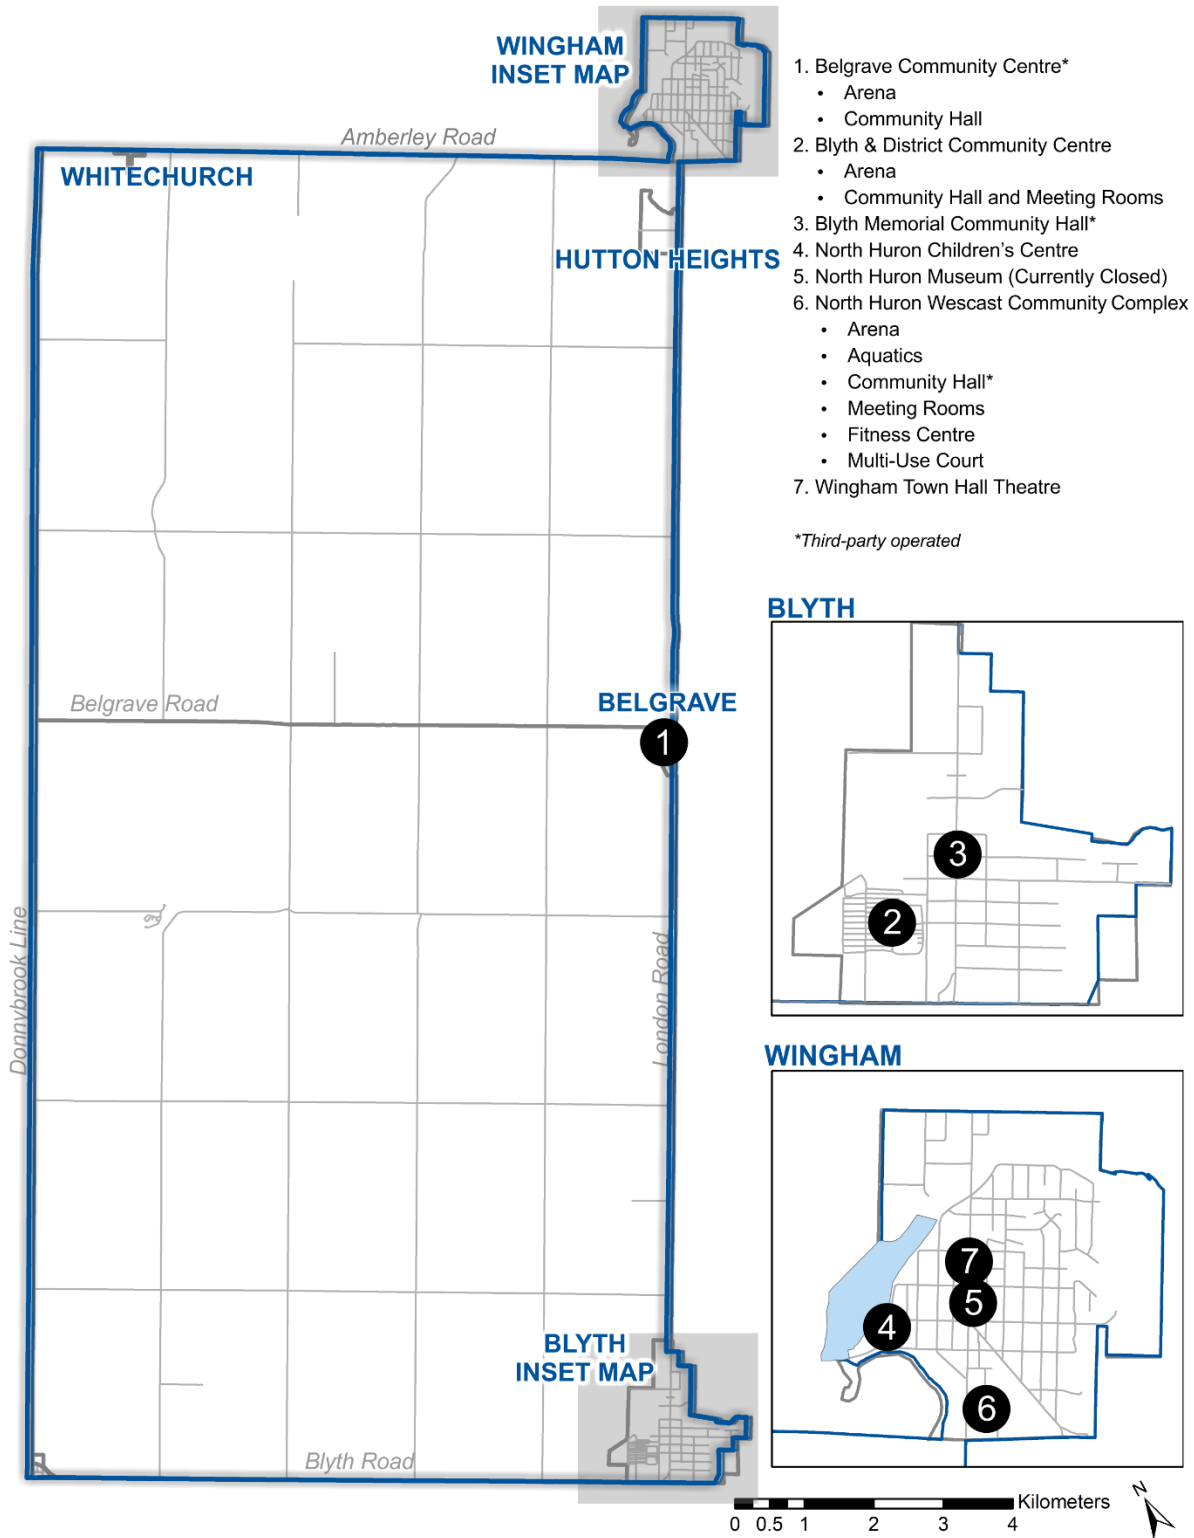 WINGHAM
INSET MAP
Amberley Road
WHITECHURCH
HUTTON HEIGHTS
1. Belgrave Community Centre*
• Arena
• Community Hall
2. Blyth & District Community Centre
• Arena
• Community Hall and Meeting Rooms
3. Blyth Memorial Community Hall*
4. North Huron Children's Centre
5. North Huron Museum (Currently Closed)
6. North Huron Wescast Community Complex
• Arena
• Aquatics
• Community Hall*
• Meeting Rooms
• Fitness Centre
• Multi-Use Court
7. Wingham Town Hall Theatre
*Third-party operated
Belgrave Road
BELGRAVE
1
Donnybrook Line
London Road
BLYTH
INSET MAP
Blyth Road
BLYTH
3
2
WINGHAM
7
5
4
6
Kilometers
0 0.5 1 2 3 4
N